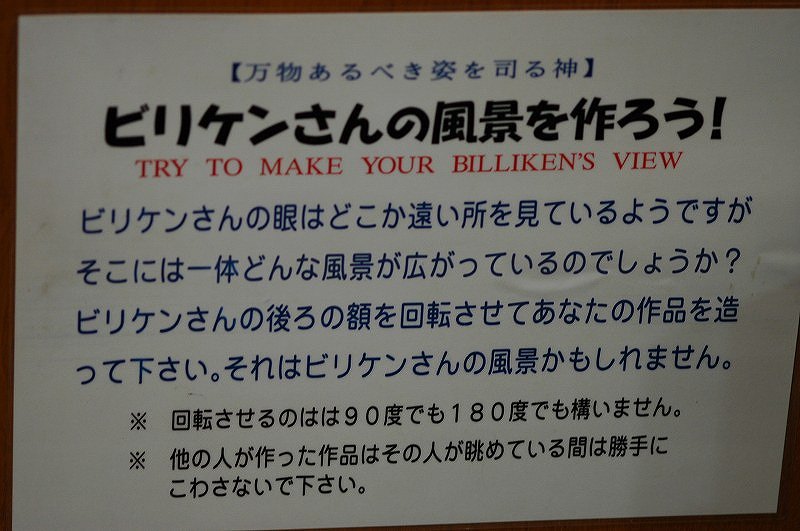 【万物あるべき姿を司る神】
ビリケンさんの風景を作ろう!
TRY TO MAKE YOUR BILLIKEN'S VIEW
ビリケンさんの眼はどこか遠い所を見ているようですが
そこには一体どんな風景が広がっているのでしょうか？
ビリケンさんの後ろの額を回転させてあなたの作品を造
って下さい。それはビリケンさんの風景かもしれません。
※ 回転させるのはは９０度でも１８０度でも構いません。
※ 他の人が作った作品はその人が眺めている間は勝手に
こわさないで下さい。